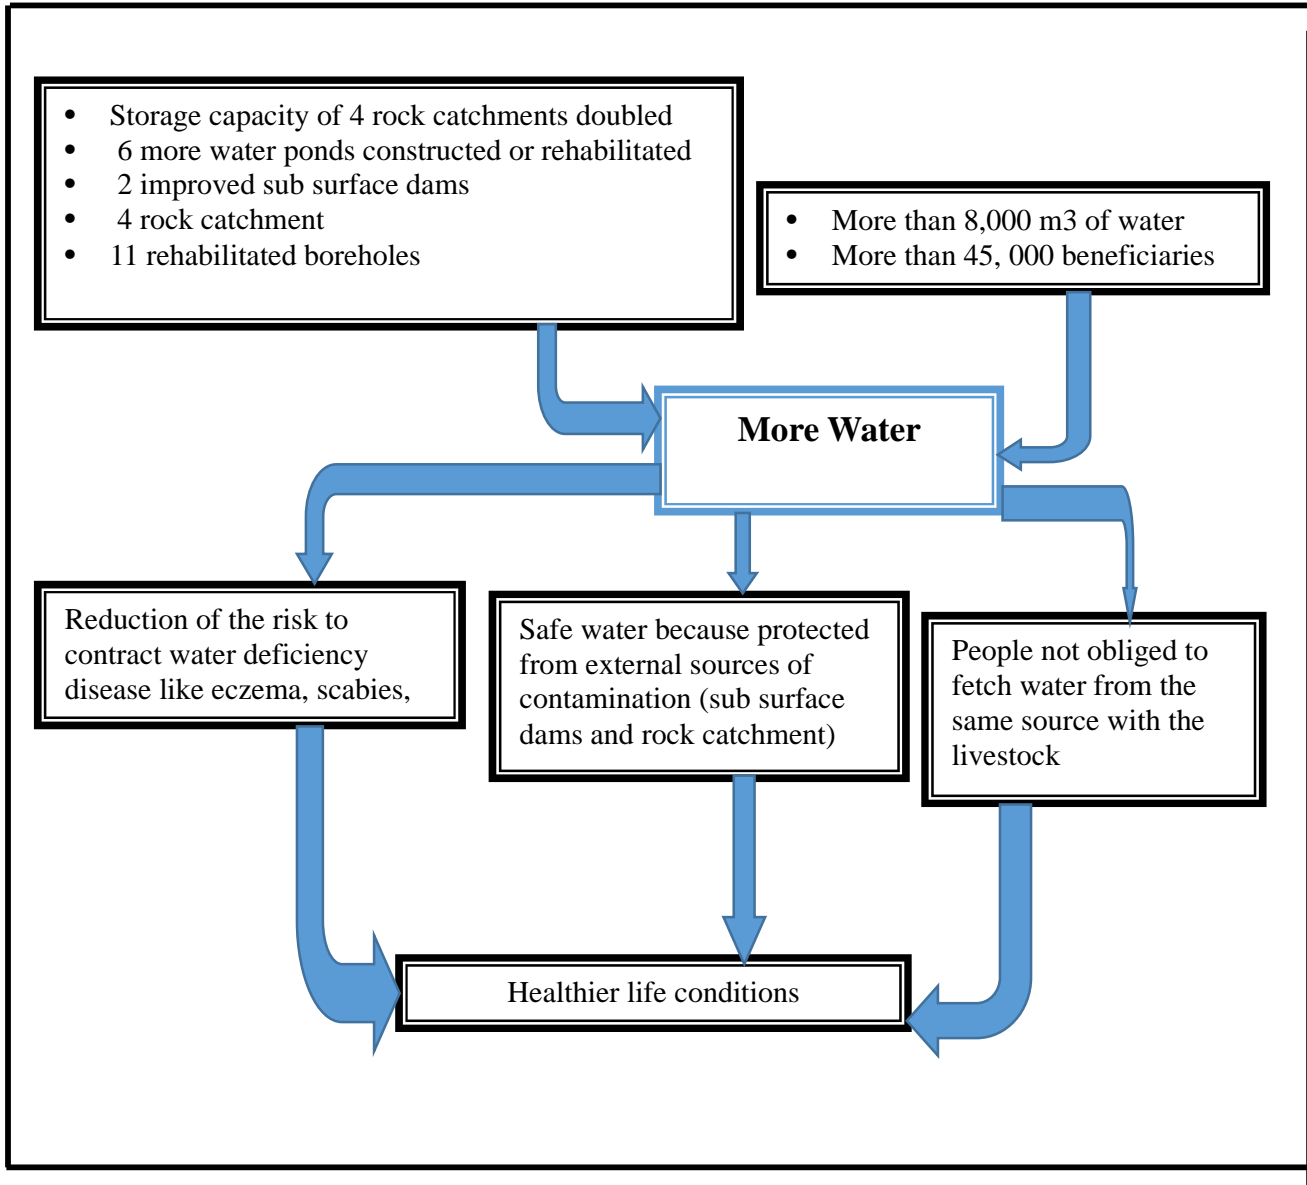 • Storage capacity of 4 rock catchments doubled
• 6 more water ponds constructed or rehabilitated
• 2 improved sub surface dams
• 4 rock catchment
• 11 rehabilitated boreholes
• More than 8,000 m3 of water
• More than 45, 000 beneficiaries
More Water
Reduction of the risk to
contract water deficiency
disease like eczema, scabies,
Safe water because protected
from external sources of
contamination (sub surface
dams and rock catchment)
People not obliged to
fetch water from the
same source with the
livestock
Healthier life conditions